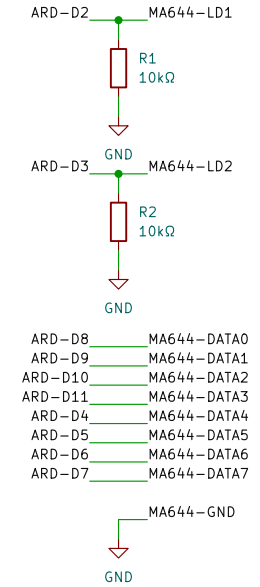 ARD-D2 MA644-LD1
R1
10kΩ
GND
ARD-D3 MA644-LD2
R2
10kΩ
GND
ARD-D8 MA644-DATA0
ARD-D9 MA644-DATA1
ARD-D10 MA644-DATA2
ARD-D11 MA644-DATA3
ARD-D4 MA644-DATA4
ARD-D5 MA644-DATA5
ARD-D6 MA644-DATA6
ARD-D7 MA644-DATA7
MA644-GND
GND